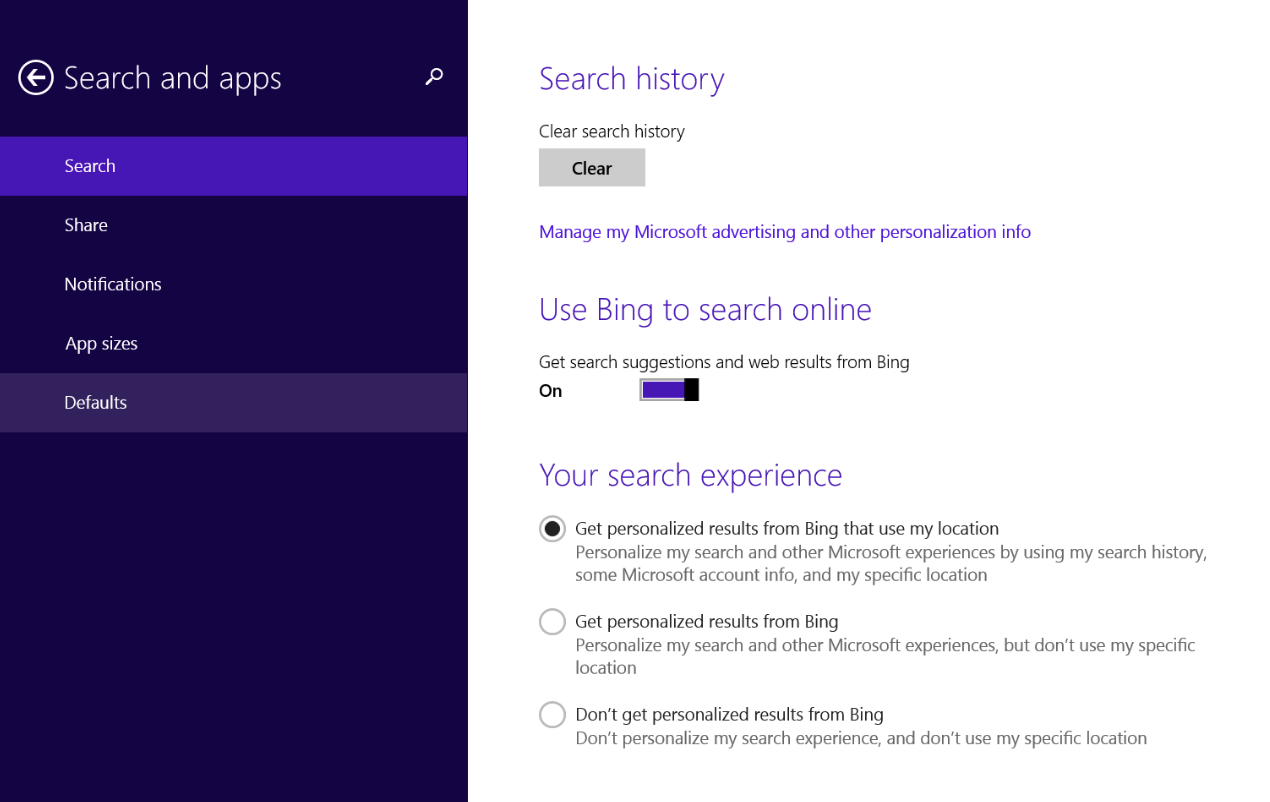 Search and apps
Search
Share
Notifications
App sizes
Defaults
Search history
Clear search history
Clear
Manage my Microsoft advertising and other personalization info
Use Bing to search online
Get search suggestions and web results from Bing
On
Your search experience
Get personalized results from Bing that use my location
Personalize my search and other Microsoft experiences by using my search history,
some Microsoft account info, and my specific location
Get personalized results from Bing
Personalize my search and other Microsoft experiences, but don’t use my specific
location
Don’t get personalized results from Bing
Don’t personalize my search experience, and don’t use my specific location